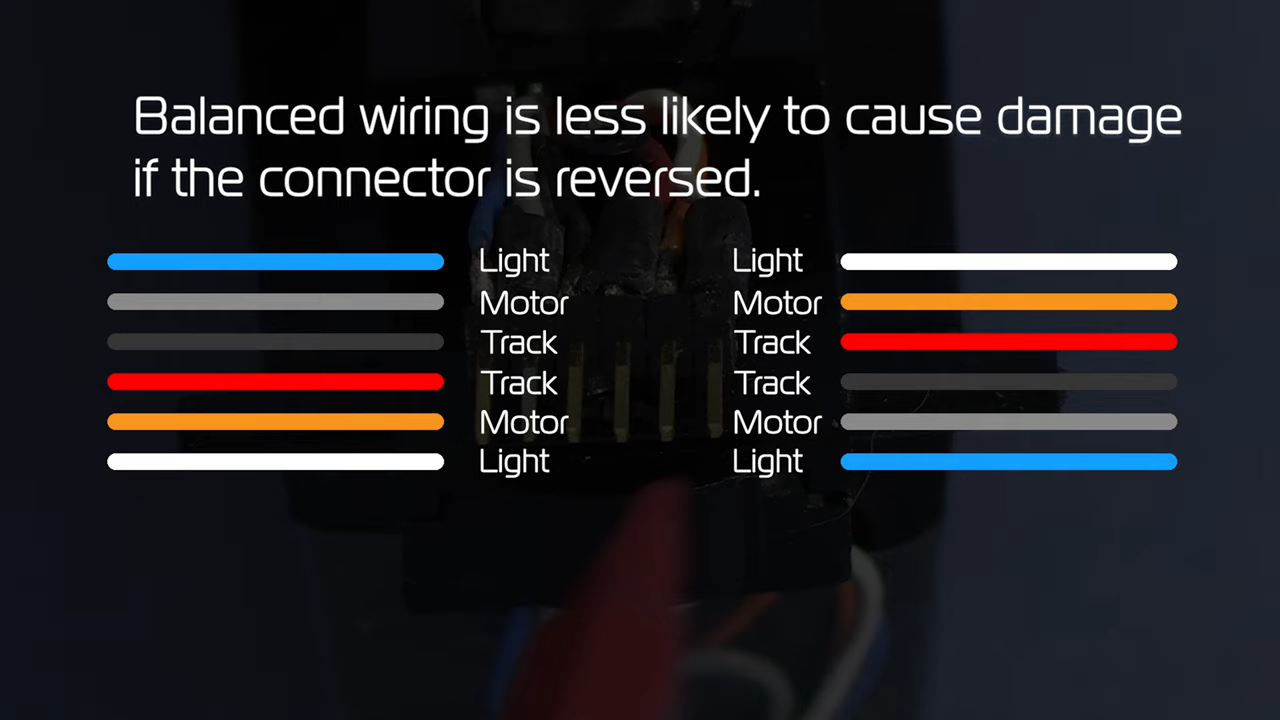 Balanced wiring is less likely to cause damage
if the connector is reversed.
Light Light
Motor Motor
Track Track
Track Track
Motor Motor
Light Light